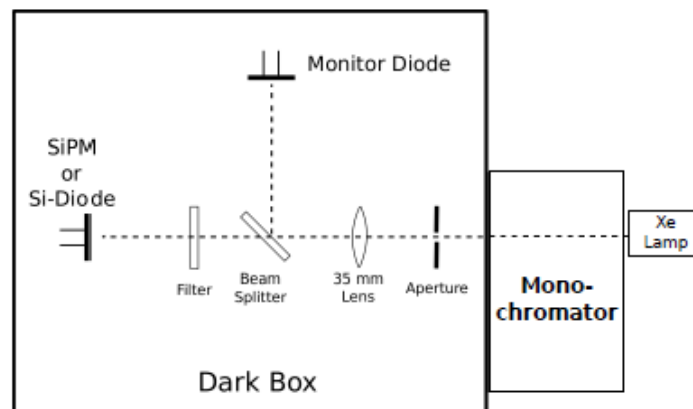 Monitor Diode
SiPM
or
Si-Diode
Filter
Beam
Splitter
35 mm
Lens
Aperture
Mono-
chromator
Xe
Lamp
Dark Box